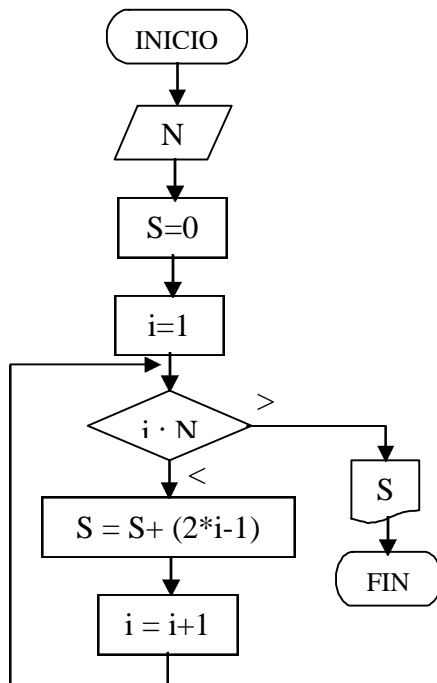 INICIO
N
S=0
i=1
i : N
>
<
S
S = S+ (2*i-1)
FIN
i = i+1